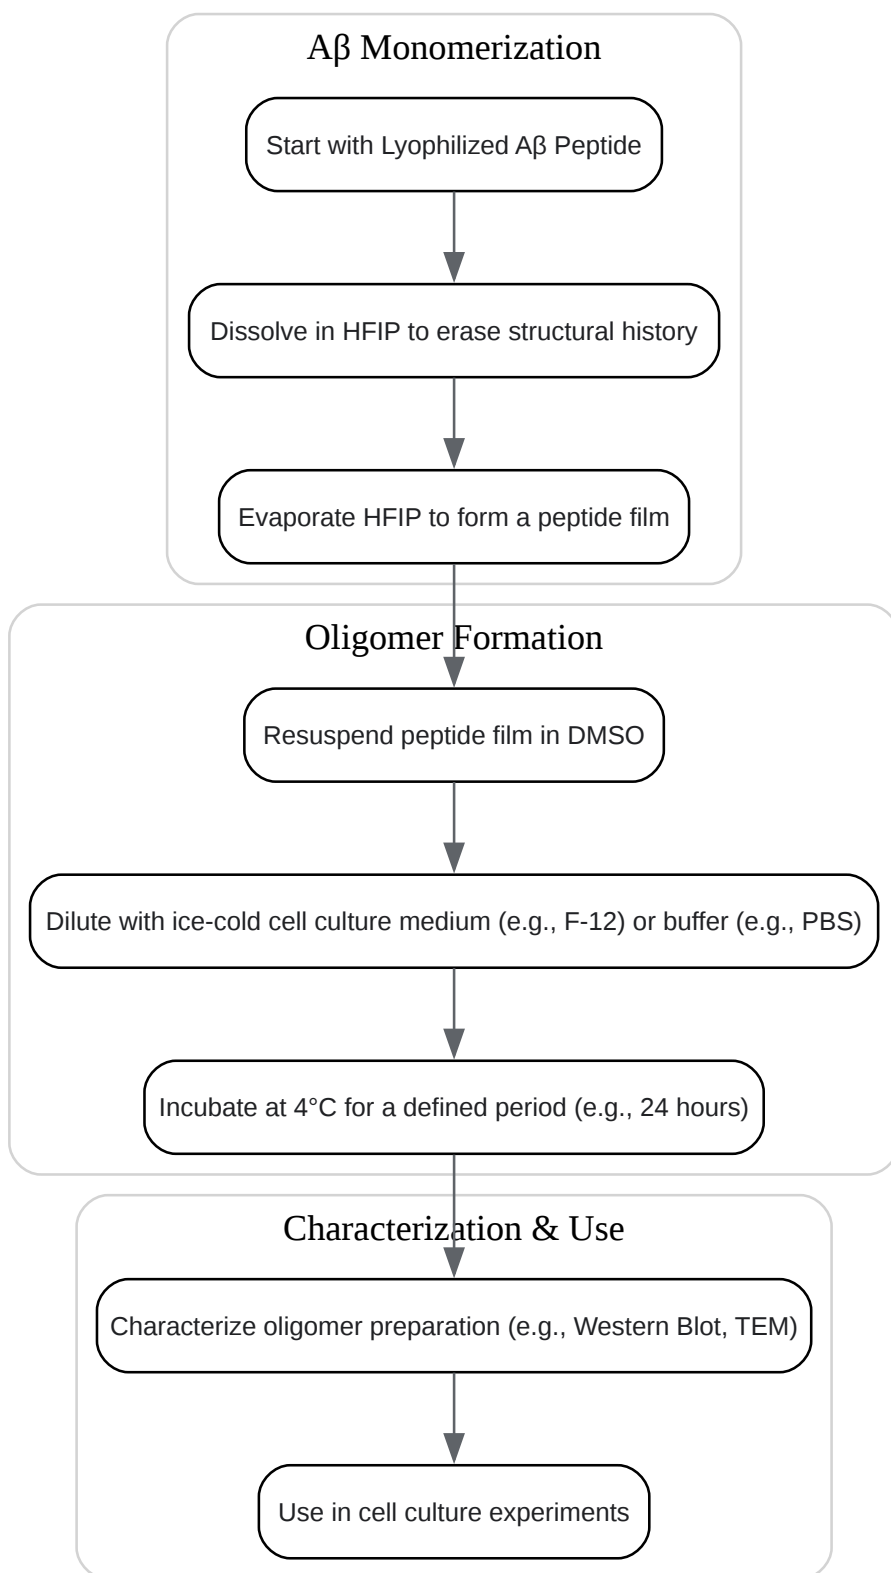 Aβ Monomerization
Start with Lyophilized Aβ Peptide
Dissolve in HFIP to erase structural history
Evaporate HFIP to form a peptide film
Oligomer Formation
Resuspend peptide film in DMSO
Dilute with ice-cold cell culture medium (e.g., F-12) or buffer (e.g., PBS)
Incubate at 4°C for a defined period (e.g., 24 hours)
Characterization & Use
Characterize oligomer preparation (e.g., Western Blot, TEM)
Use in cell culture experiments